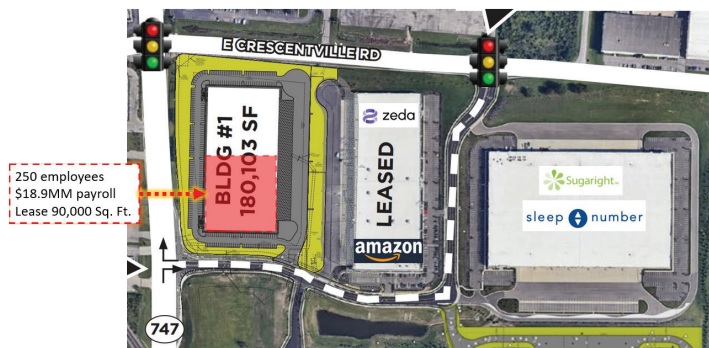 E CRESCENTVILLE RD
BLDG #1
180,103 SF
zeda
LEASED
amazon
Sugaright
sleep number
250 employees
$18.9MM payroll
Lease 90,000 Sq. Ft.
747